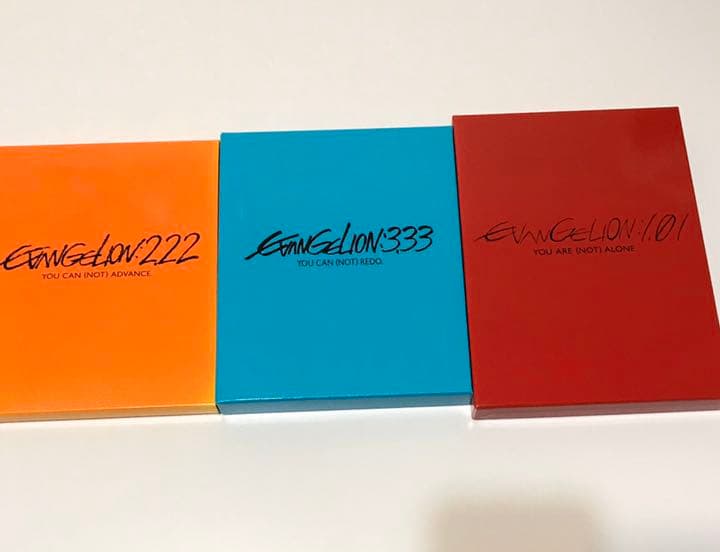 EVANGELION:2.22
YOU CAN (NOT) ADVANCE.
EVANGELION:3.33
YOU CAN (NOT) REDO.
EVANGELION:1.01
YOU ARE (NOT) ALONE.